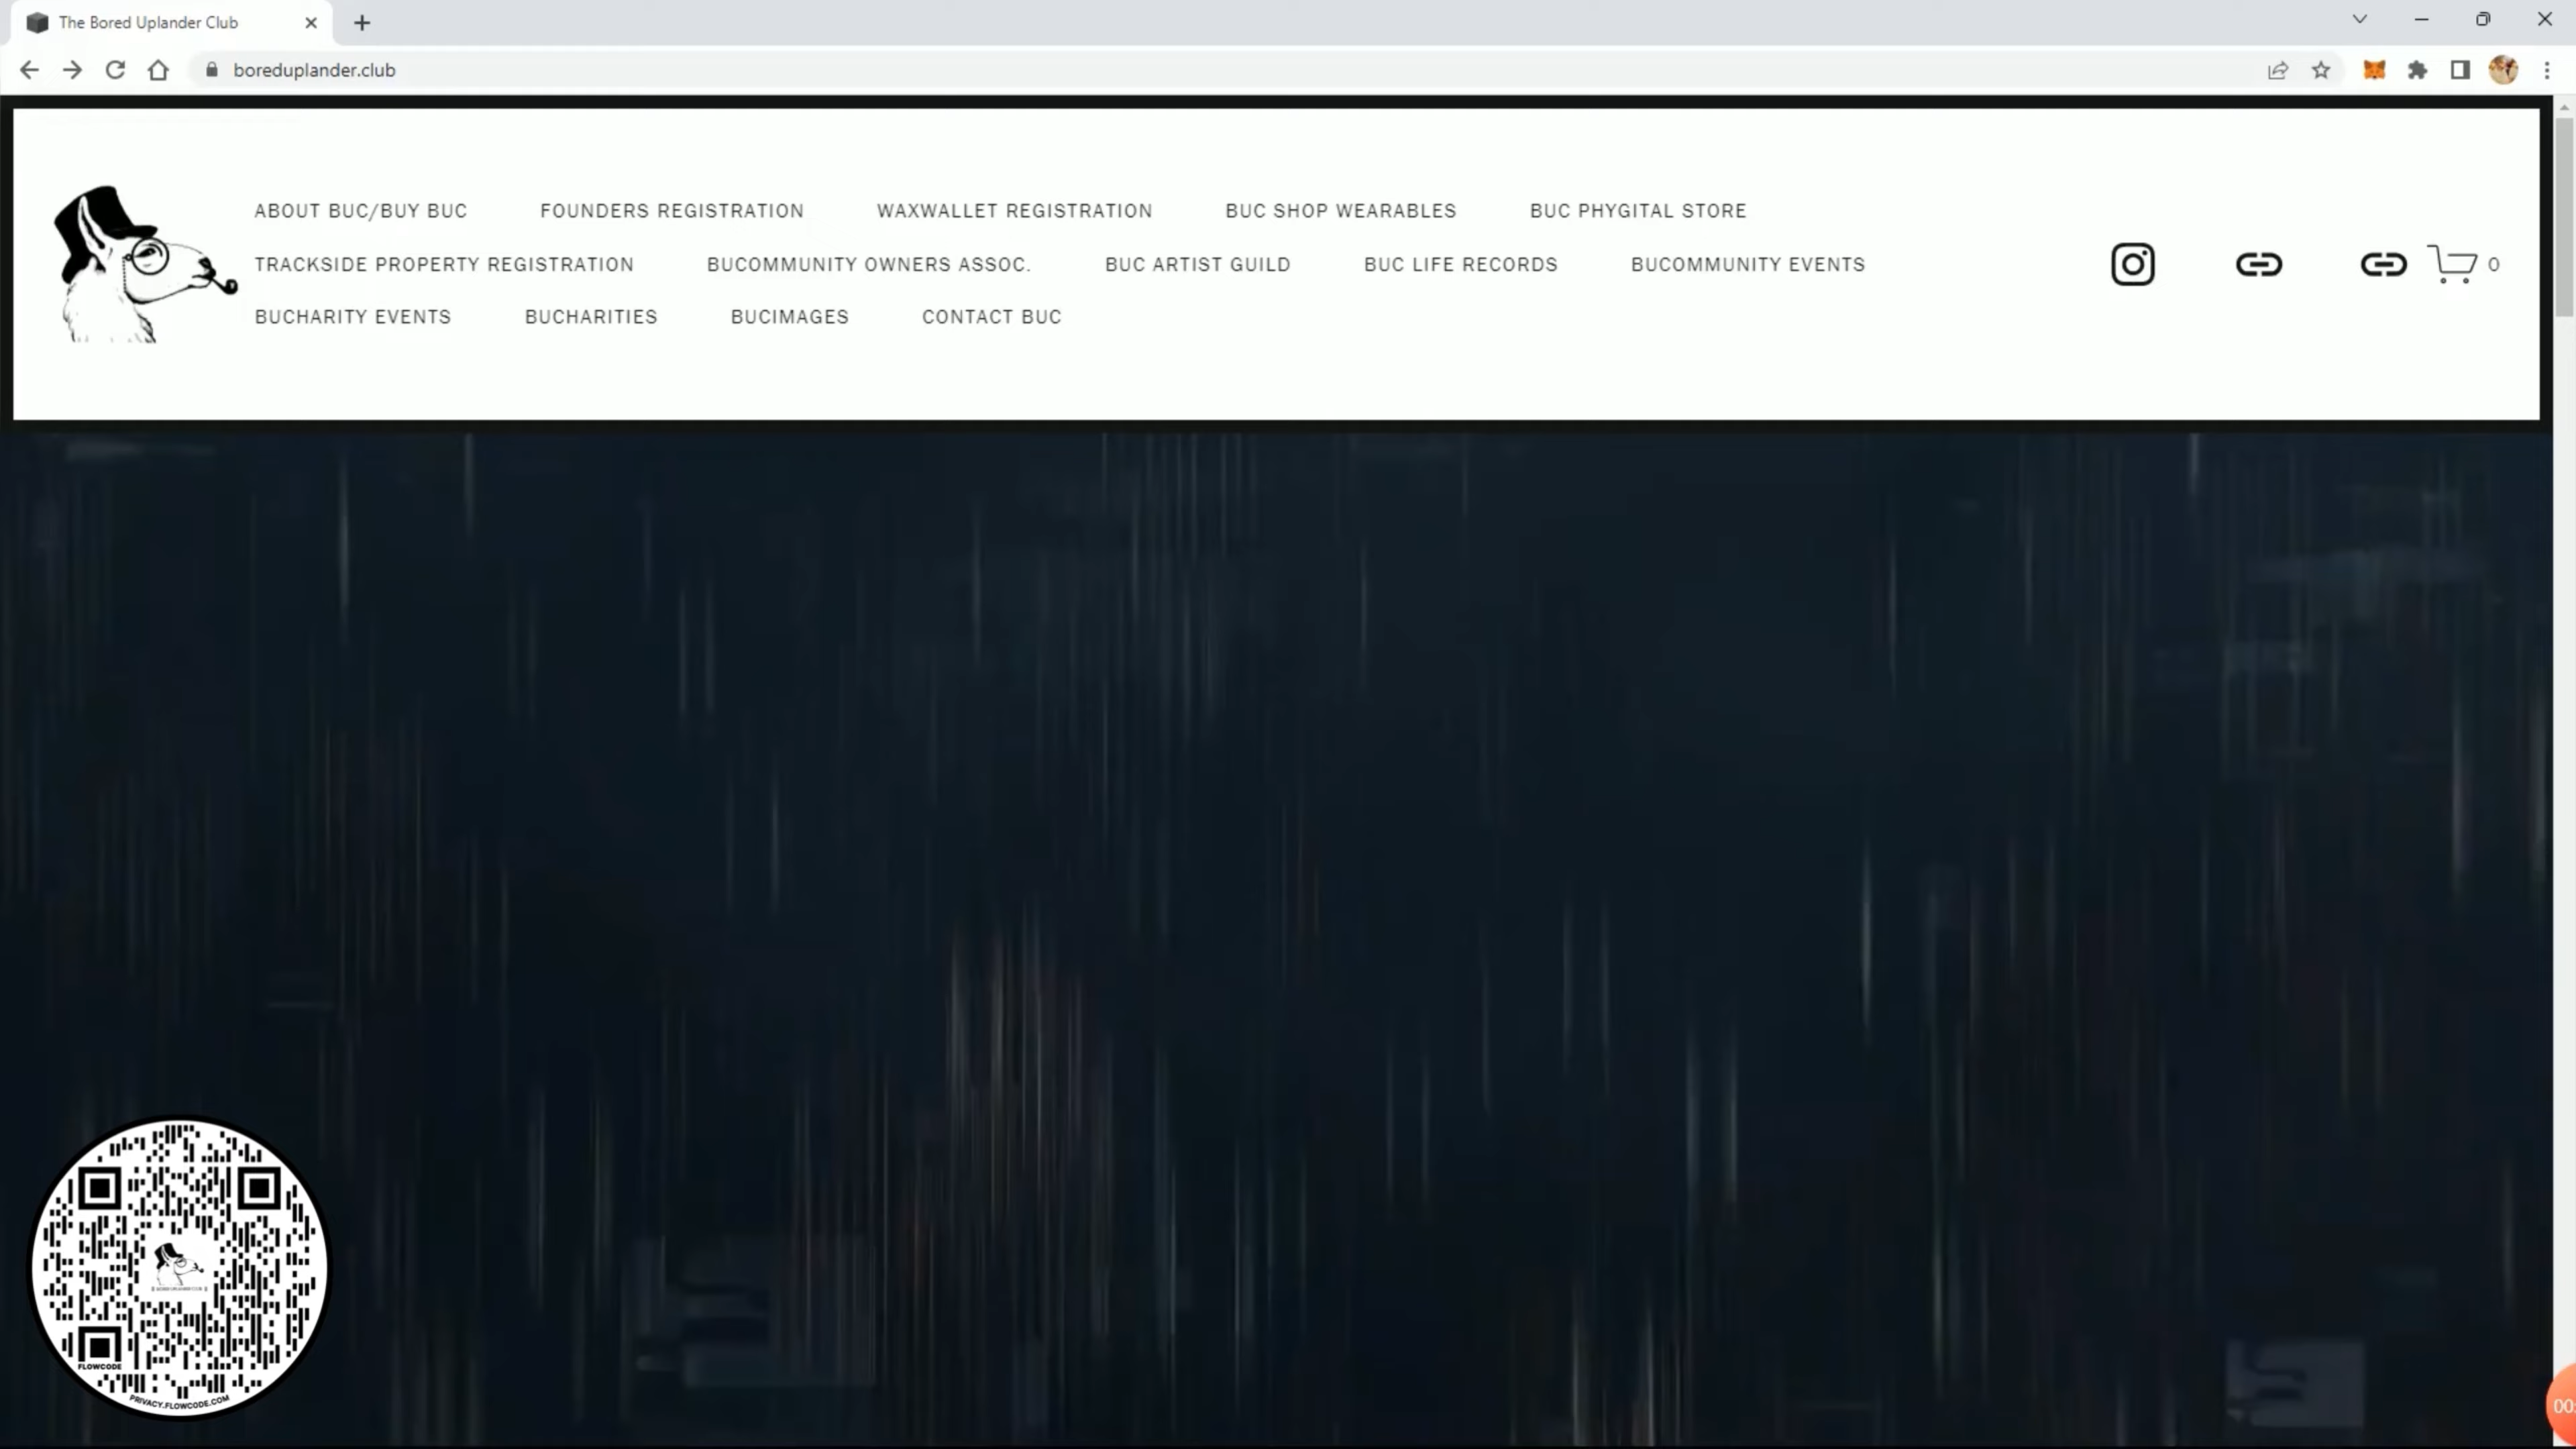 The Bored Uplander Club
boreduplander.club
ABOUT BUC/BUY BUC FOUNDERS REGISTRATION WAXWALLET REGISTRATION BUC SHOP WEARABLES BUC PHYGITAL STORE
TRACKSIDE PROPERTY REGISTRATION BUCOMMUNITY OWNERS ASSOC. BUC ARTIST GUILD BUC LIFE RECORDS BUCOMMUNITY EVENTS
0
BUCHARITY EVENTS BUCHARITIES BUCIMAGES CONTACT BUC
FLOWCODE
PRIVACY.FLOWCODE.COM
00: